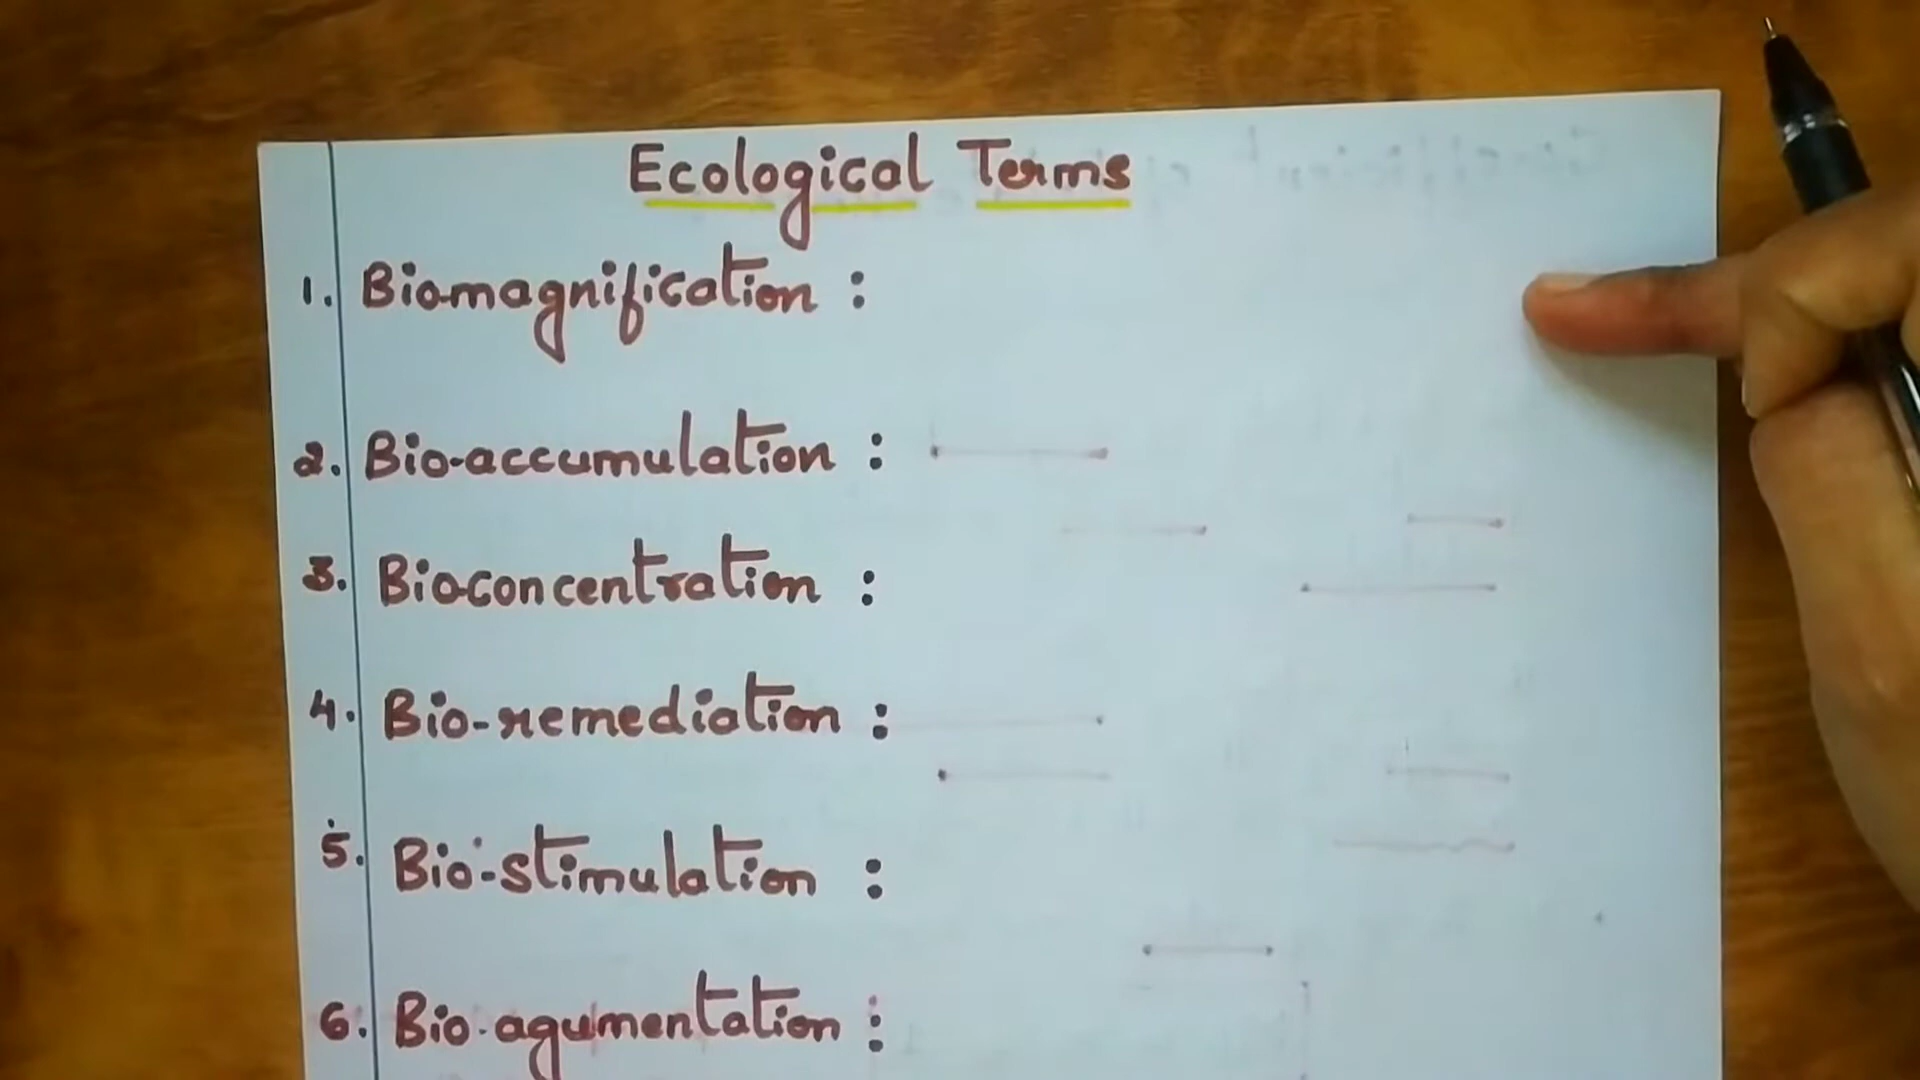 Ecological Terms
1. Biomagnification :
2. Bio-accumulation :
3. Bioconcentration :
4. Bio-remediation :
5. Bio-stimulation :
6. Bio-agumentation :